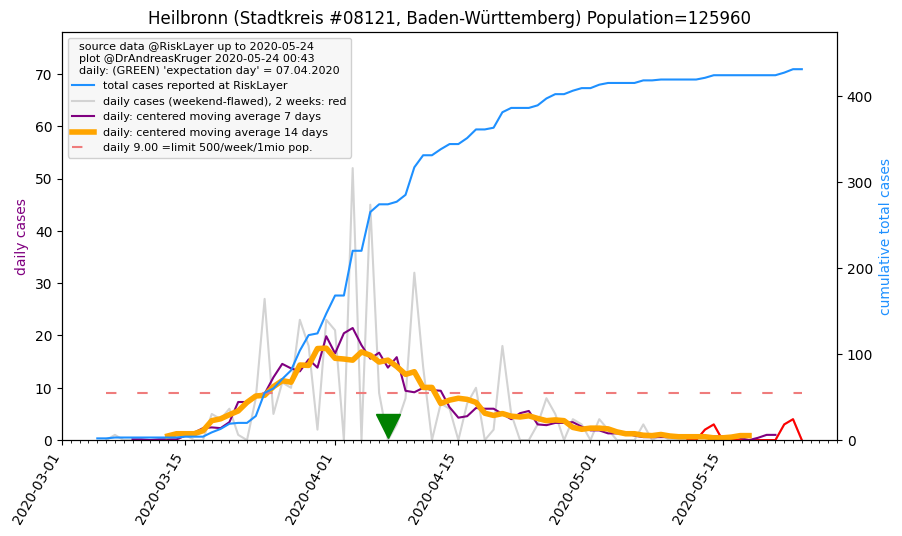 Heilbronn (Stadtkreis #08121, Baden-Württemberg) Population=125960
source data @RiskLayer up to 2020-05-24
plot @DrAndreasKruger 2020-05-24 00:43
daily: (GREEN) 'expectation day' = 07.04.2020
total cases reported at RiskLayer
daily cases (weekend-flawed), 2 weeks: red
daily: centered moving average 7 days
daily: centered moving average 14 days
daily 9.00 =limit 500/week/1mio pop.
daily cases
70
60
50
40
30
20
10
0
cumulative total cases
400
300
200
100
0
2020-03-01
2020-03-15
2020-04-01
2020-04-15
2020-05-01
2020-05-15